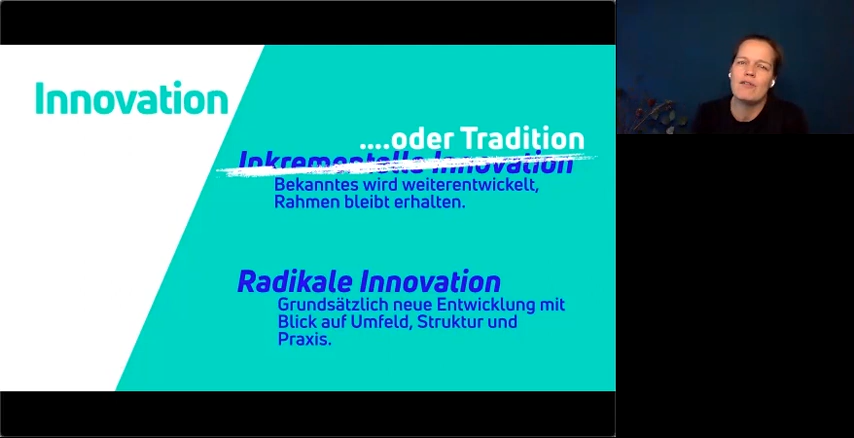 Innovation
....oder Tradition
Inkrementelle Innovation
Bekanntes wird weiterentwickelt,
Rahmen bleibt erhalten.
Radikale Innovation
Grundsätzlich neue Entwicklung mit
Blick auf Umfeld, Struktur und
Praxis.